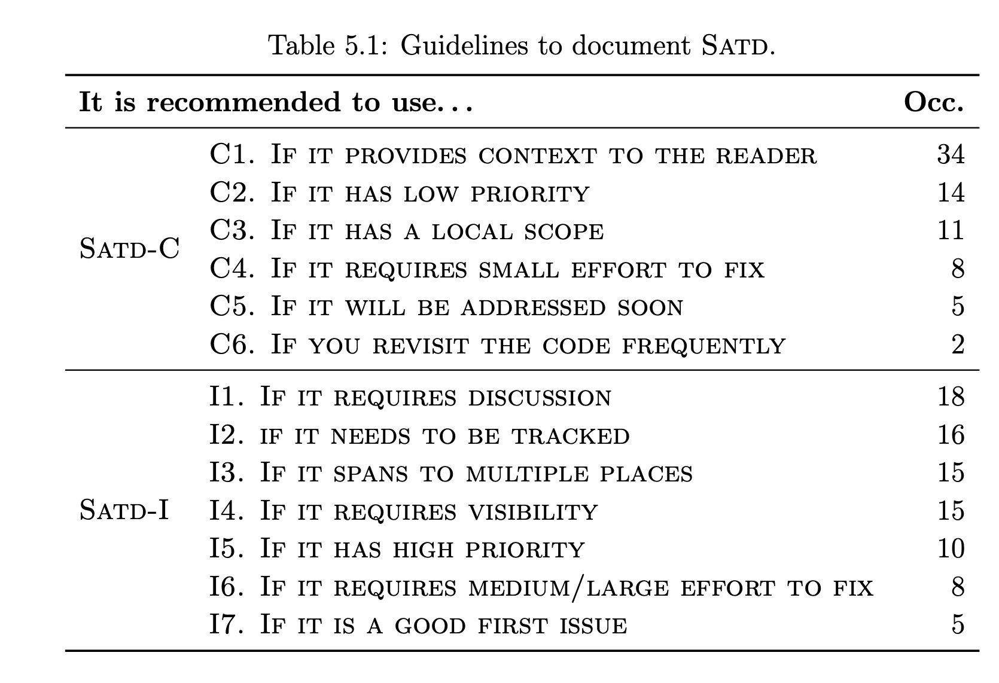 Table 5.1: Guidelines to document SATD.
It is recommended to use... Occ.
C1. If it provides context to the reader 34
C2. If it has low priority 14
C3. If it has a local scope 11
SATD-C
C4. If it requires small effort to fix 8
C5. If it will be addressed soon 5
C6. If you revisit the code frequently 2
I1. If it requires discussion 18
I2. if it needs to be tracked 16
I3. If it spans to multiple places 15
SATD-I I4. If it requires visibility 15
I5. If it has high priority 10
I6. If it requires medium/large effort to fix 8
I7. If it is a good first issue 5